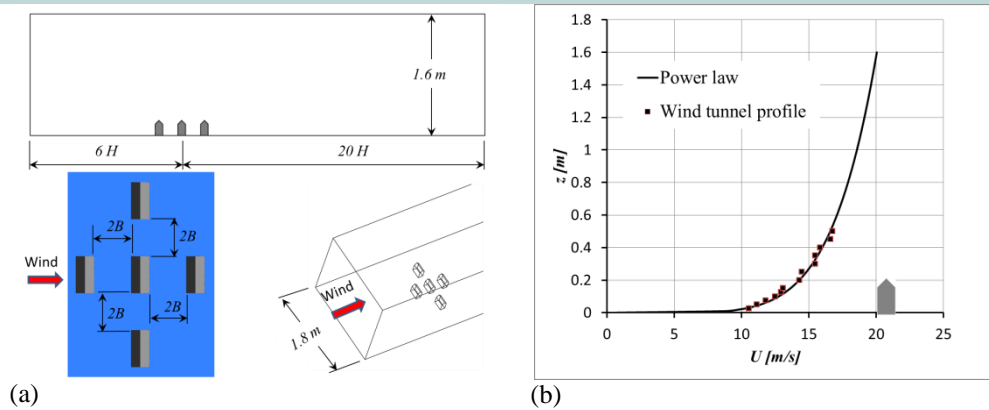 1.6 m
6 H
20 H
2B
2B
Wind
2B
2B
Wind
1.8 m
(a)
1.8
1.6
1.4
1.2
1
0.8
0.6
0.4
0.2
0
z [m]
Power law
Wind tunnel profile
0 5 10 15 20 25
U [m/s]
(b)